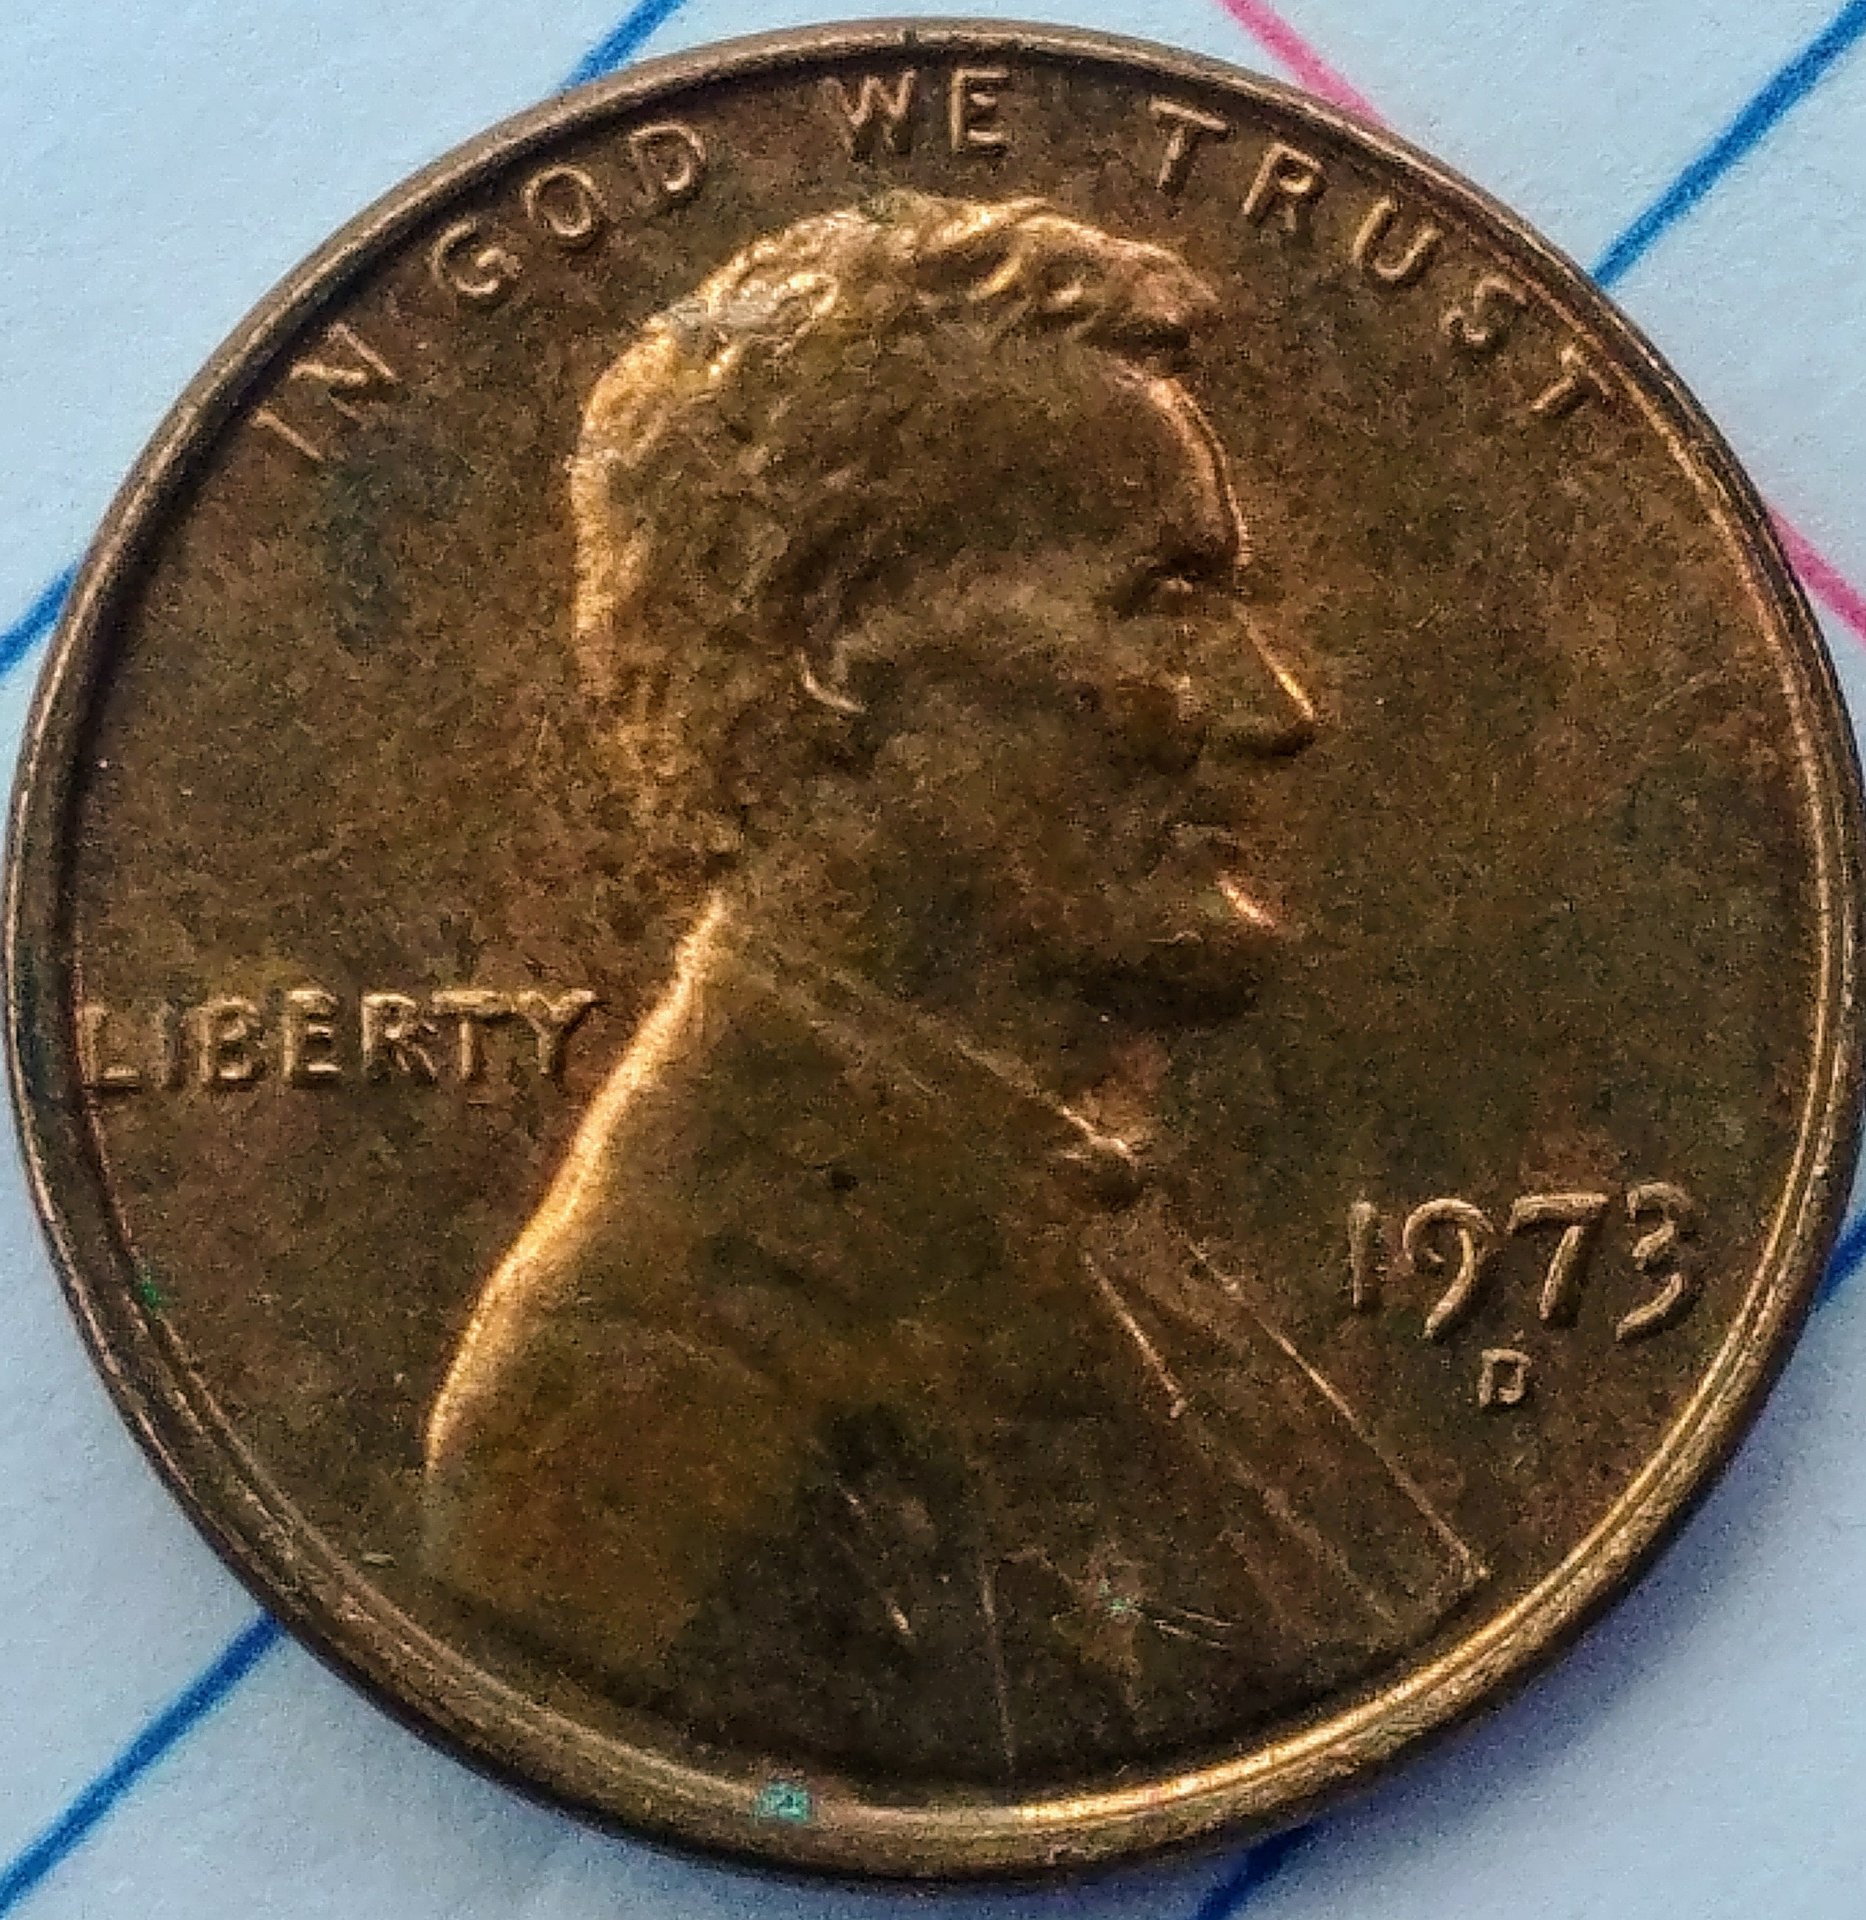 IN GOD WE TRUST
LIBERTY
1973
D